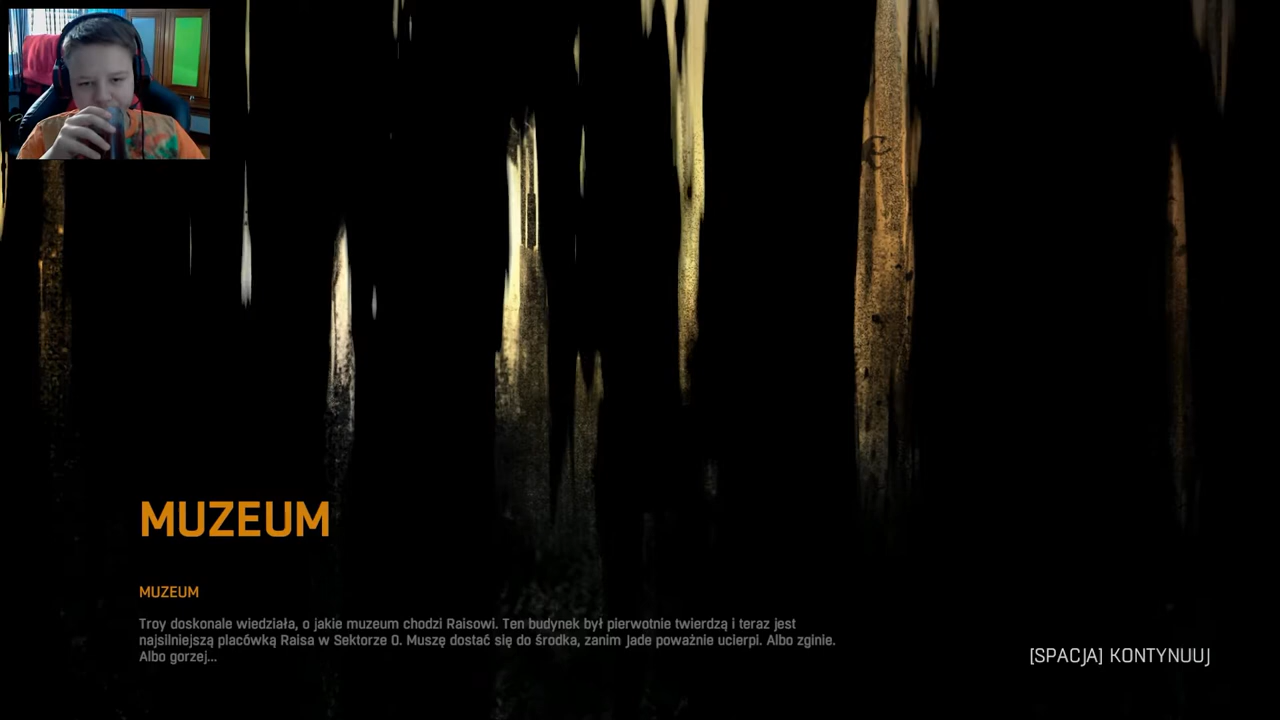 MUZEUM
MUZEUM
Troy doskonale wiedziała, o jakie muzeum chodzi Raisowi. Ten budynek był pierwotnie twierdzą i teraz jest
najsilniejszą placówką Raisa w Sektorze 0. Muszę dostać się do środka, zanim Jade poważnie ucierpi. Albo zginie.
Albo gorzej...
[SPACJA] KONTYNUUJ